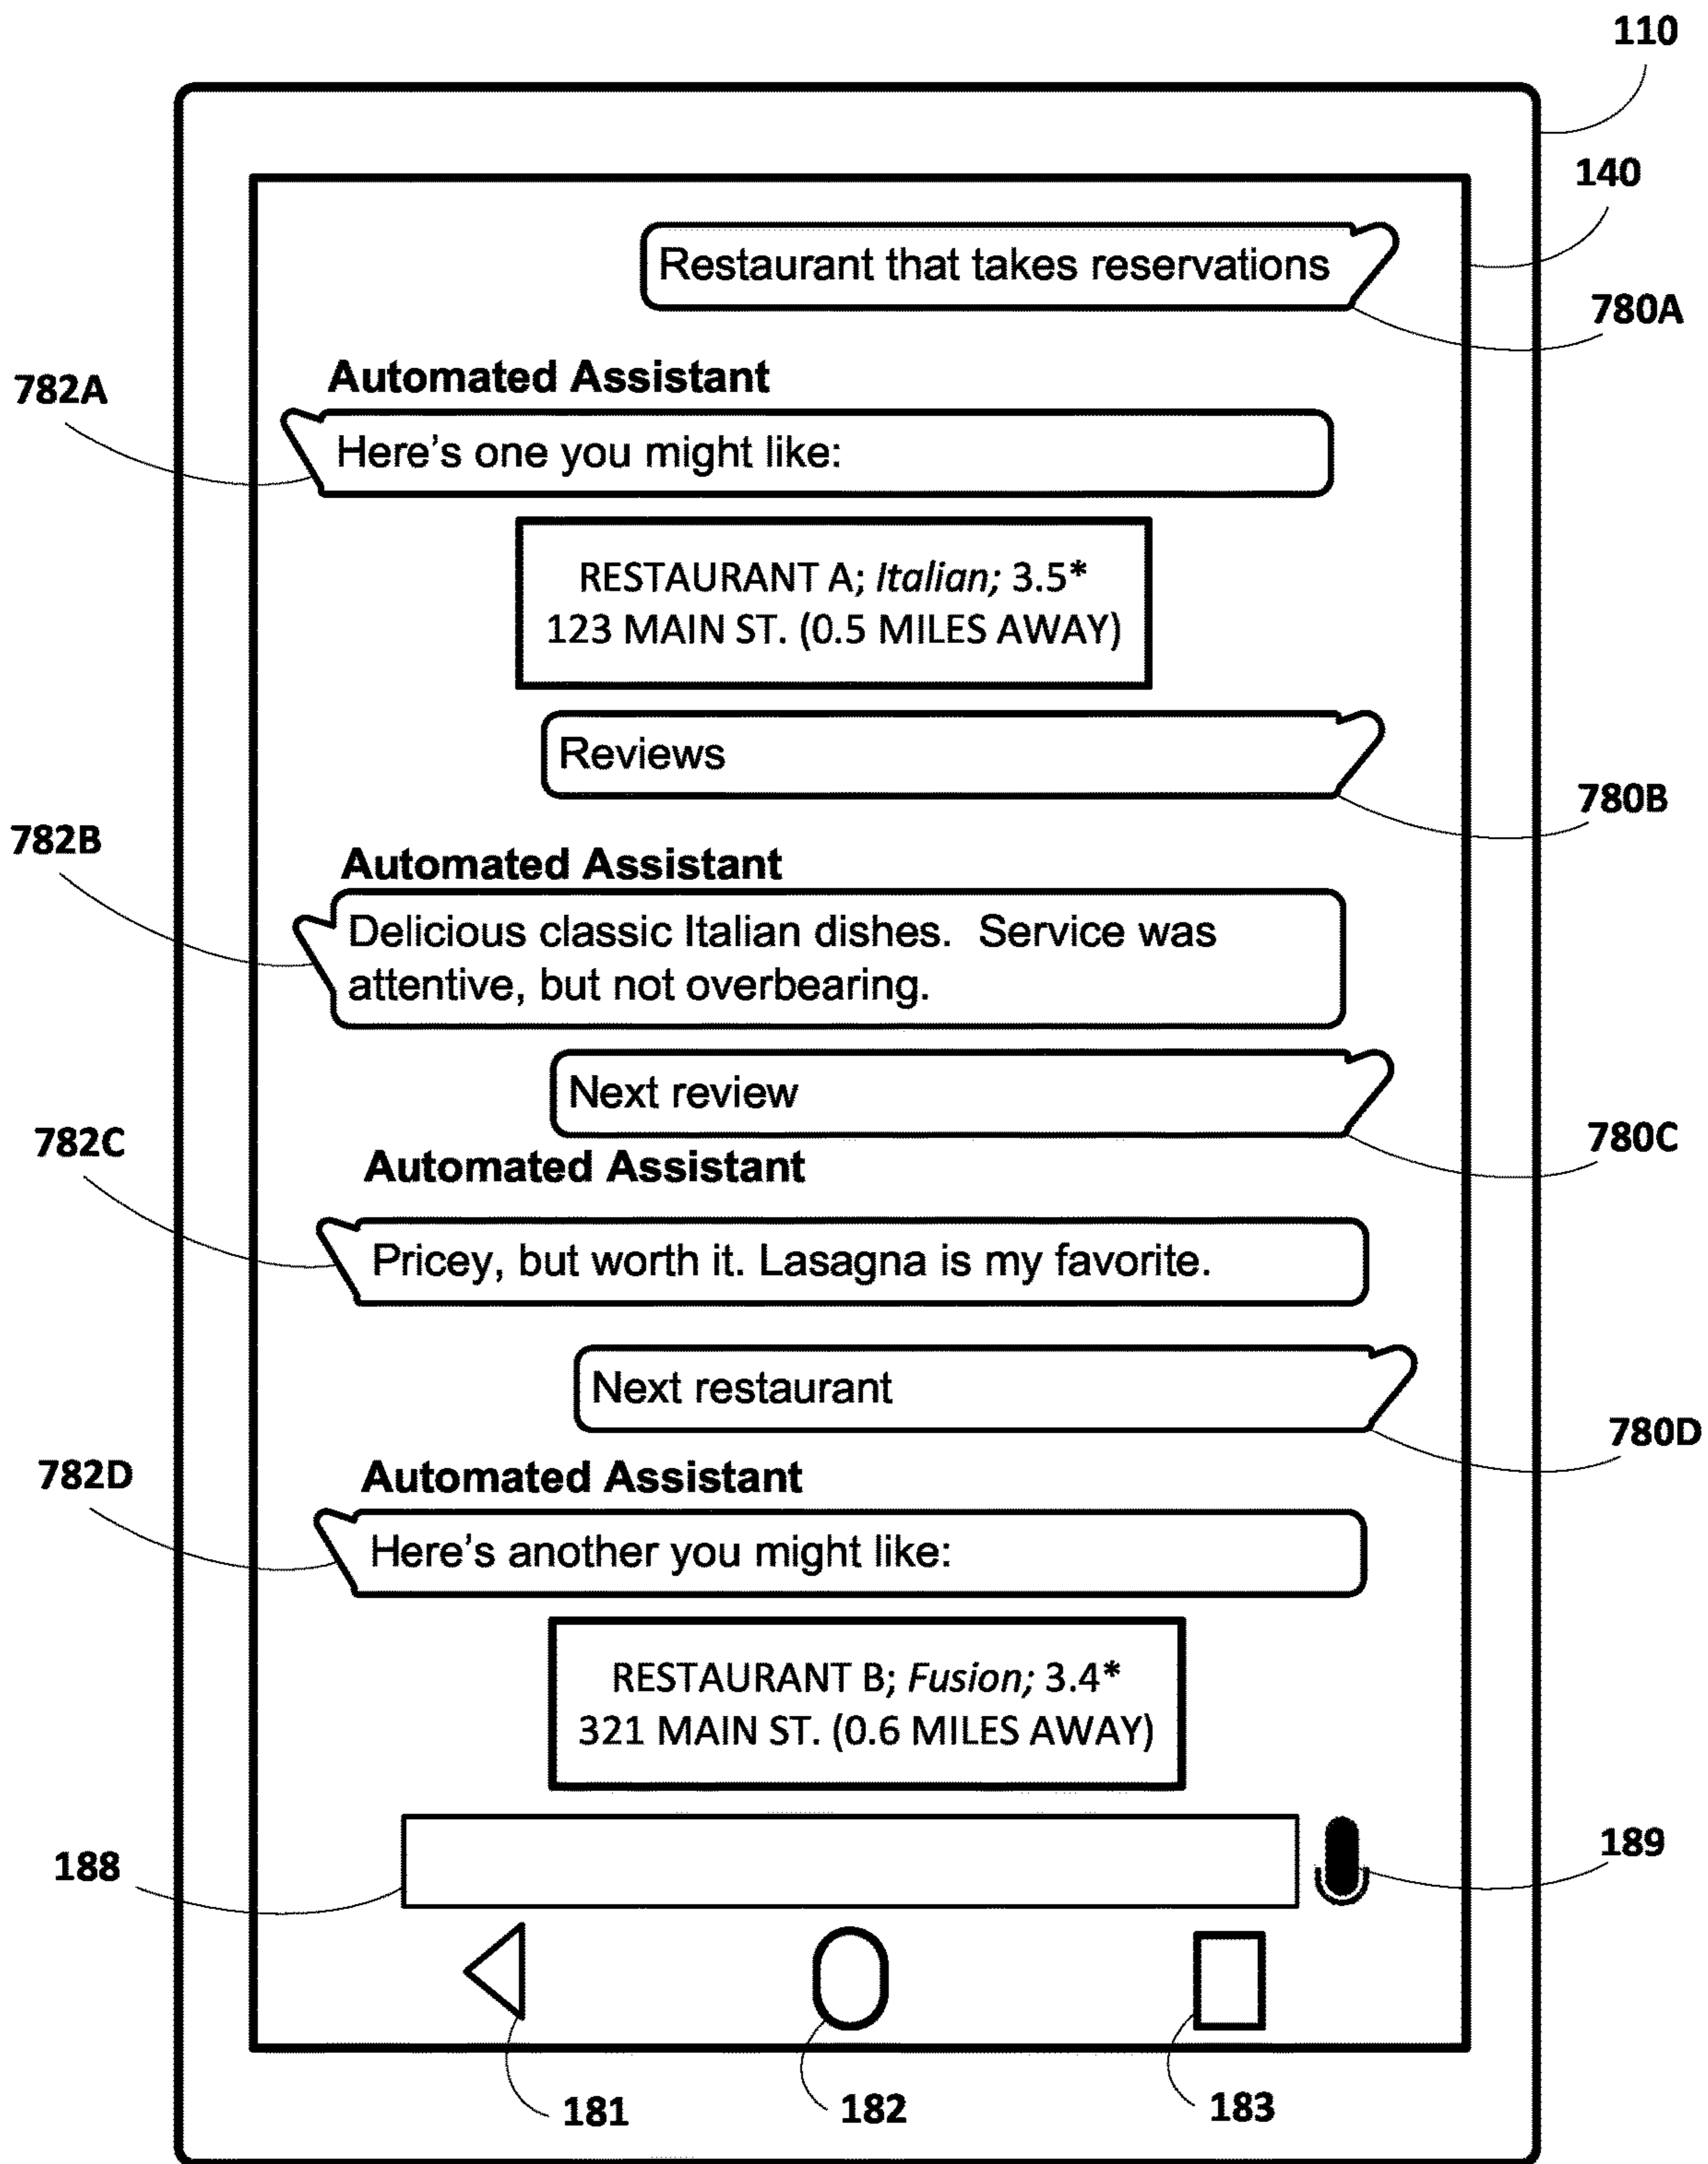 110
140
Restaurant that takes reservations
780A
Automated Assistant
782A
Here's one you might like:
RESTAURANT A; Italian; 3.5*
123 MAIN ST. (0.5 MILES AWAY)
Reviews
780B
782B
Automated Assistant
Delicious classic Italian dishes.  Service was
attentive, but not overbearing.
Next review
780C
782C
Automated Assistant
Pricey, but worth it. Lasagna is my favorite.
Next restaurant
780D
782D
Automated Assistant
Here's another you might like:
RESTAURANT B; Fusion; 3.4*
321 MAIN ST. (0.6 MILES AWAY)
188
189
181
182
183